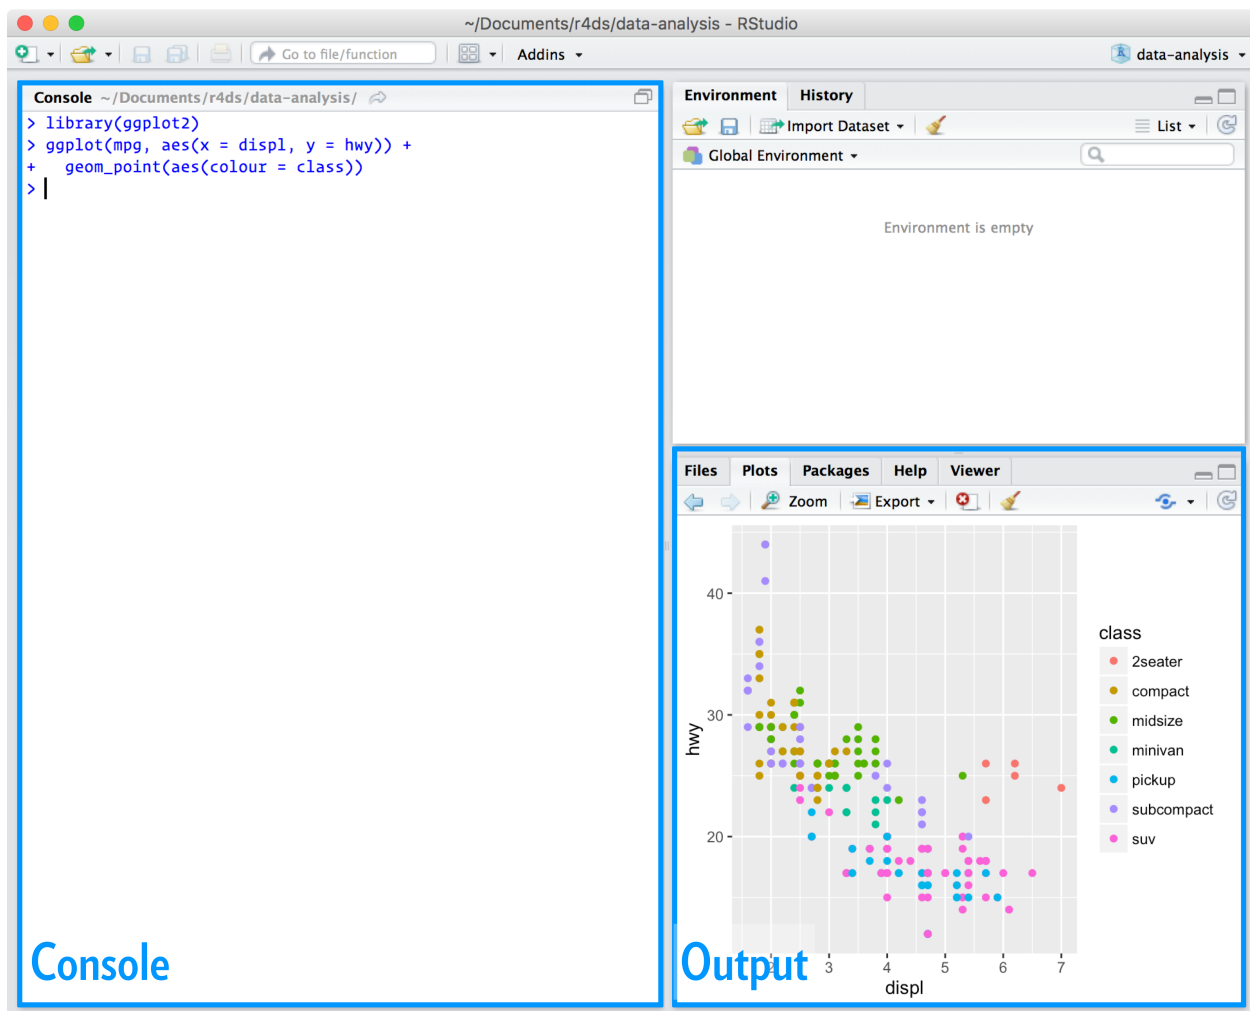 ~/Documents/r4ds/data-analysis - RStudio
Go to file/function
Addins
data-analysis
Console ~/Documents/r4ds/data-analysis/
> library(ggplot2)
> ggplot(mpg, aes(x = displ, y = hwy)) +
+   geom_point(aes(colour = class))
>
Console
Environment History
Import Dataset
List
Global Environment
Environment is empty
Files Plots Packages Help Viewer
Zoom Export
40
30
20
hwy
2 3 4 5 6 7
displ
class
2seater
compact
midsize
minivan
pickup
subcompact
suv
Output